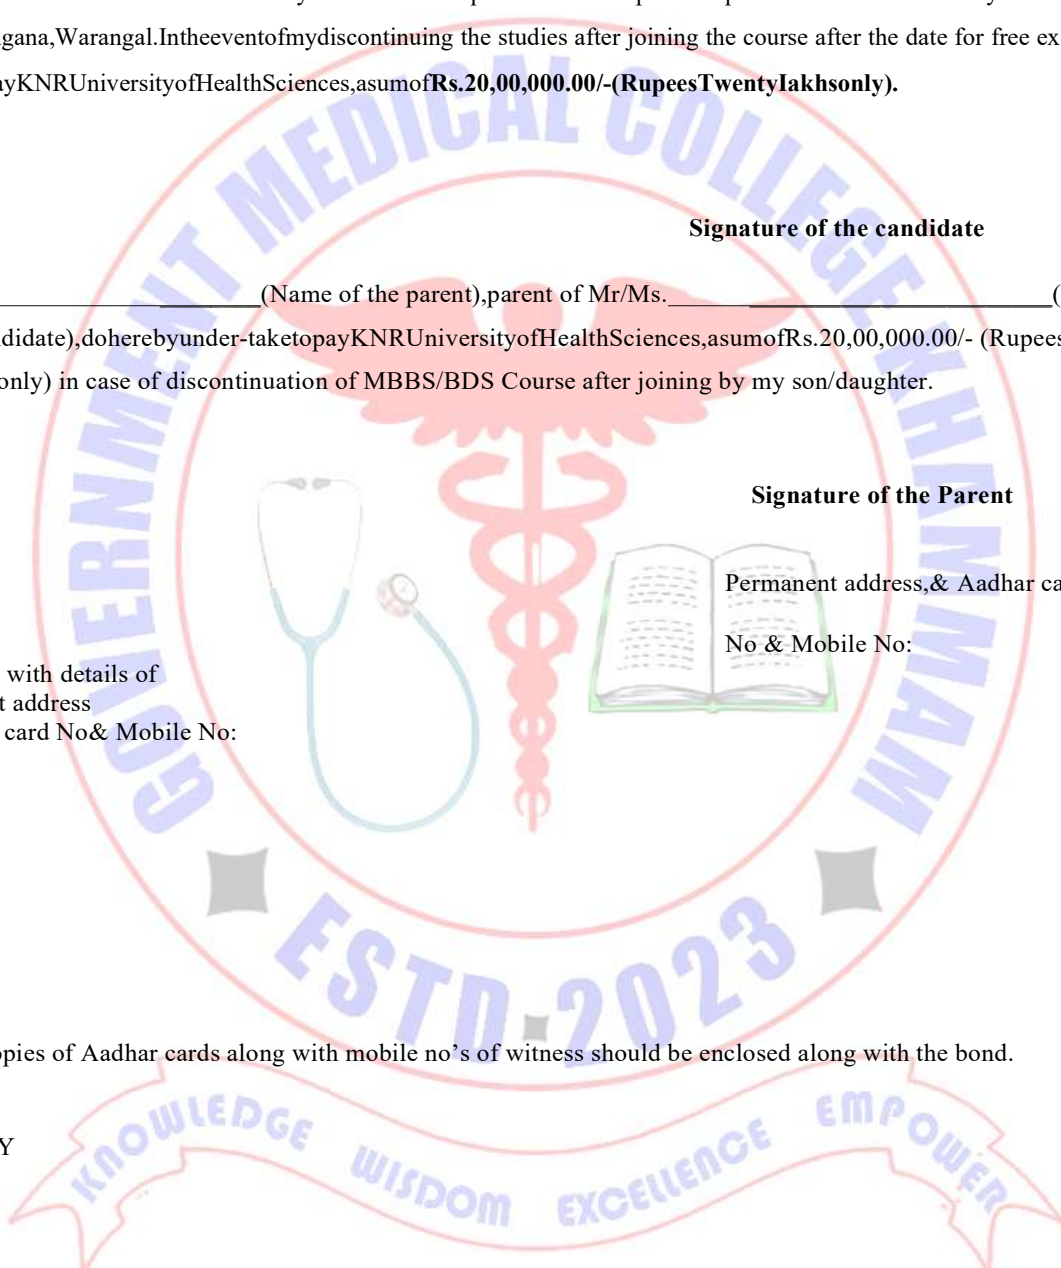 gana,Warangal.Intheeventofmydiscontinuing the studies after joining the course after the date for free ex
ayKNRUniversityofHealthSciences,asumofRs.20,00,000.00/-(RupeesTwentyIakhsonly).
Signature of the candidate
(Name of the parent),parent of Mr/Ms. (
didate),doherebyunder-taketopayKNRUniversityofHealthSciences,asumofRs.20,00,000.00/- (Rupees
only) in case of discontinuation of MBBS/BDS Course after joining by my son/daughter.
Signature of the Parent
Permanent address,& Aadhar ca
No & Mobile No:
with details of
t address
card No& Mobile No:
opies of Aadhar cards along with mobile no’s of witness should be enclosed along with the bond.
Y
GOVERNMENT MEDICAL COLLEGE KHAMMAM
ESTD 2023
KNOWLEDGE WISDOM EXCELLENCE EMPOWER